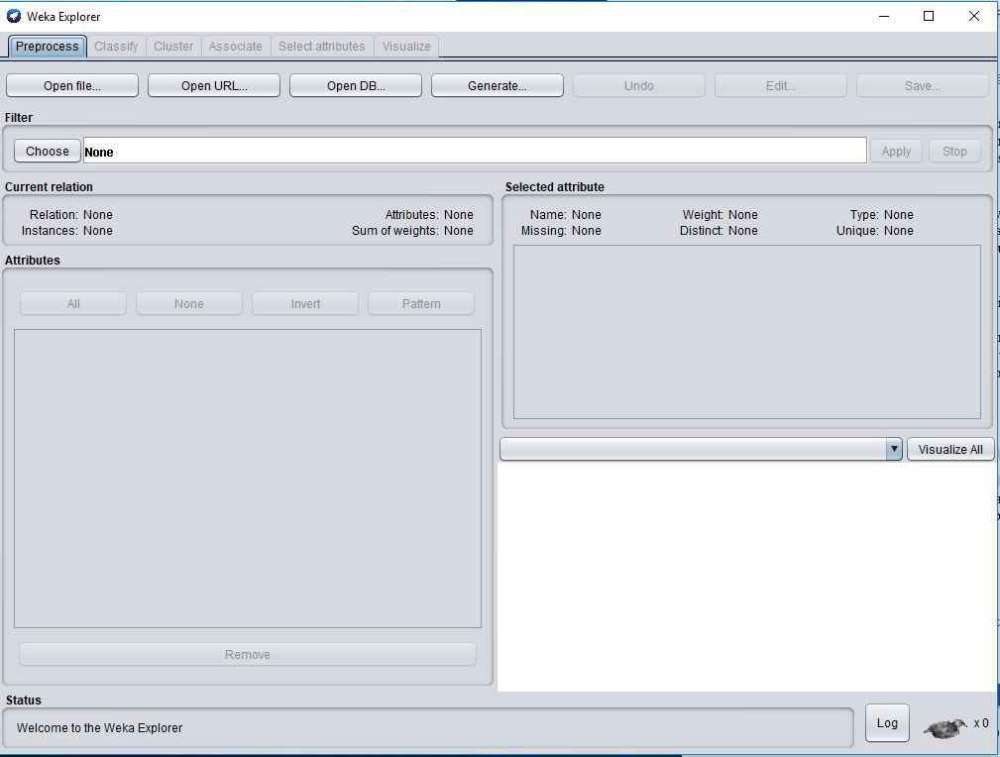 Weka Explorer
Preprocess Classify Cluster Associate Select attributes Visualize
Open file... Open URL... Open DB... Generate... Undo Edit... Save...
Filter
Choose None Apply Stop
Current relation
Relation: None Attributes: None
Instances: None Sum of weights: None
Selected attribute
Name: None Weight: None Type: None
Missing: None Distinct: None Unique: None
Attributes
All None Invert Pattern
Remove
Visualize All
Status
Welcome to the Weka Explorer
Log x 0